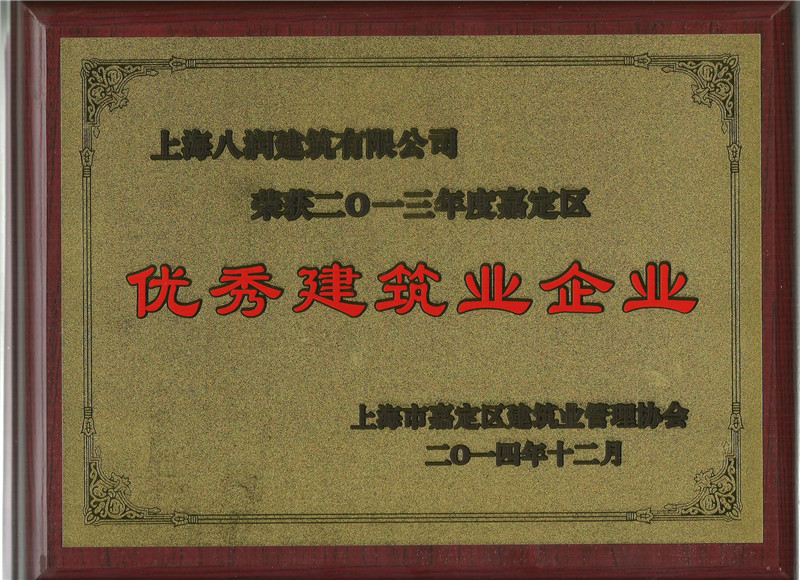 上海八润建筑有限公司
荣获二〇一三年度嘉定区
优秀建筑业企业
上海市嘉定区建筑业管理协会
二〇一四年十二月